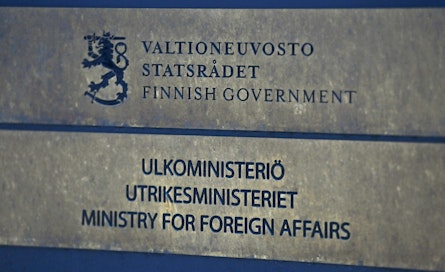 VALTIONEUVOSTO
STATSRÅDET
FINNISH GOVERNMENT
ULKOMINISTERIÖ
UTRIKESMINISTERIET
MINISTRY FOR FOREIGN AFFAIRS